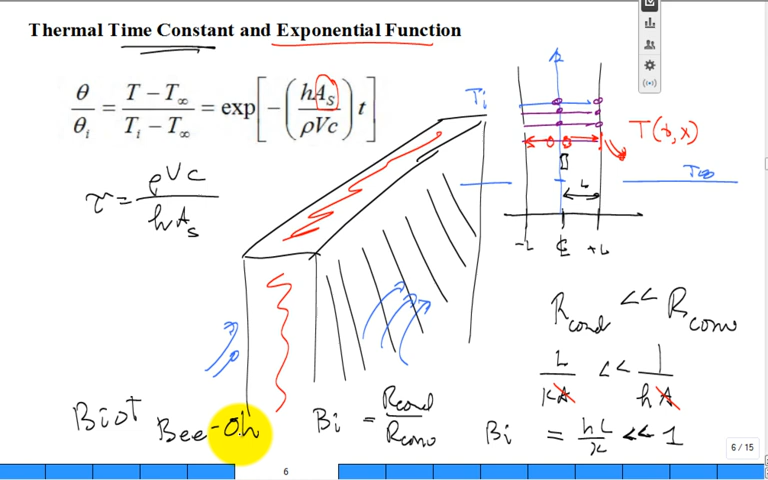 Thermal Time Constant and Exponential Function
θ/θi = (T − T∞)/(Ti − T∞) = exp[−(hAS/ρVc) t]
Ti
T(t,x)
T∞
τ = ρVc/hAs
L
-L ℄ +L
Rcond << Rconv
L/kA << 1/hA
Biot Bee-Oh Bi = Rcond/Rconv Bi = hL/k << 1
6 / 15
6